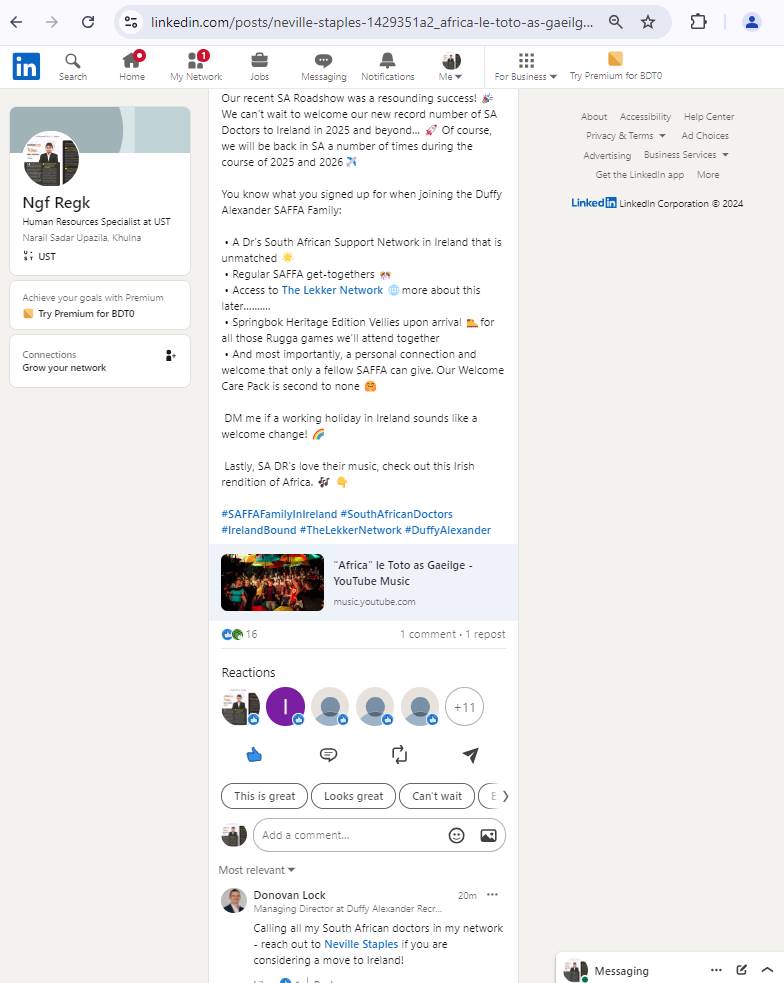 linkedin.com/posts/neville-staples-1429351a2_africa-le-toto-as-gaeilg...
in
Search
Home
1
My Network
Jobs
Messaging
Notifications
Me
For Business
Try Premium for BDT0
Ngf Regk
Human Resources Specialist at UST
Narail Sadar Upazila, Khulna
UST
Achieve your goals with Premium
Try Premium for BDT0
Connections
Grow your network
Our recent SA Roadshow was a resounding success! 🎉
We can't wait to welcome our new record number of SA
Doctors to Ireland in 2025 and beyond... 🚀 Of course,
we will be back in SA a number of times during the
course of 2025 and 2026 ✈️
You know what you signed up for when joining the Duffy
Alexander SAFFA Family:
• A Dr's South African Support Network in Ireland that is
unmatched 🌟
• Regular SAFFA get-togethers 🎊
• Access to The Lekker Network 🌐 more about this
later..........
• Springbok Heritage Edition Vellies upon arrival 🥾 for
all those Rugga games we'll attend together
• And most importantly, a personal connection and
welcome that only a fellow SAFFA can give. Our Welcome
Care Pack is second to none 🤗
DM me if a working holiday in Ireland sounds like a
welcome change! 🌈
Lastly, SA DR's love their music, check out this Irish
rendition of Africa. 🎶 👇
#SAFFAFamilyInIreland #SouthAfricanDoctors
#IrelandBound #TheLekkerNetwork #DuffyAlexander
"Africa" le Toto as Gaeilge -
YouTube Music
music.youtube.com
16
1 comment • 1 repost
Reactions
I
+11
This is great
Looks great
Can't wait
Add a comment...
Most relevant
Donovan Lock
20m
Managing Director at Duffy Alexander Recr...
Calling all my South African doctors in my network
- reach out to Neville Staples if you are
considering a move to Ireland!
About
Accessibility
Help Center
Privacy & Terms
Ad Choices
Advertising
Business Services
Get the LinkedIn app
More
LinkedIn LinkedIn Corporation © 2024
Messaging